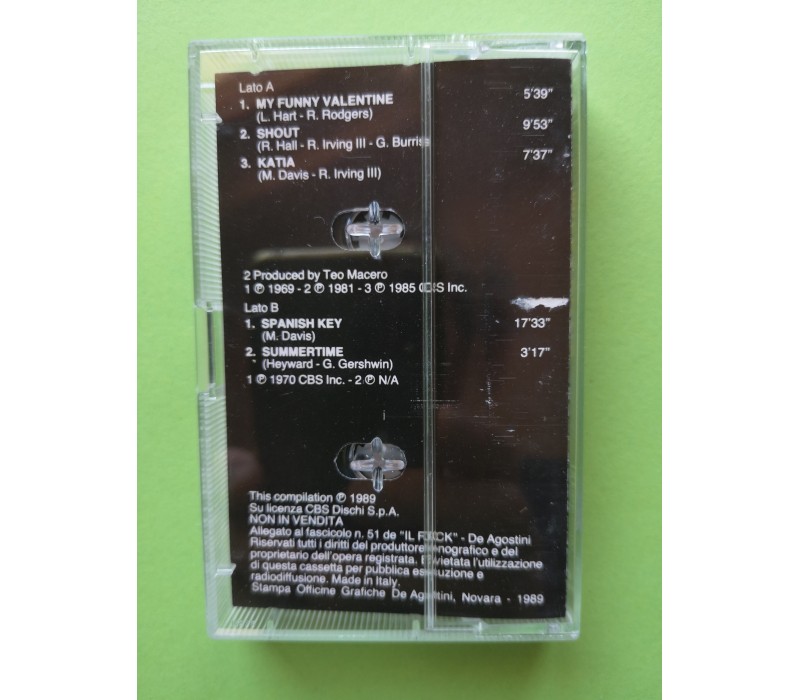 Lato A
1. MY FUNNY VALENTINE 5'39"
(L. Hart - R. Rodgers)
2. SHOUT 9'53"
(R. Hall - R. Irving III - G. Burris
3. KATIA 7'37"
(M. Davis - R. Irving III)
2 Produced by Teo Macero
1 ℗ 1969 - 2 ℗ 1981 - 3 ℗ 1985 CBS Inc.
Lato B
1. SPANISH KEY 17'33"
(M. Davis)
2. SUMMERTIME 3'17"
(Heyward - G. Gershwin)
1 ℗ 1970 CBS Inc. - 2 ℗ N/A
This compilation ℗ 1989
Su licenza CBS Dischi S.p.A.
NON IN VENDITA
Allegato al fascicolo n. 51 de "IL ROCK" - De Agostini
Riservati tutti i diritti del produttore fonografico e del
proprietario dell'opera registrata. È vietata l'utilizzazione
di questa cassetta per pubblica esecuzione e
radiodiffusione. Made in Italy.
Stampa Officine Grafiche De Agostini, Novara - 1989